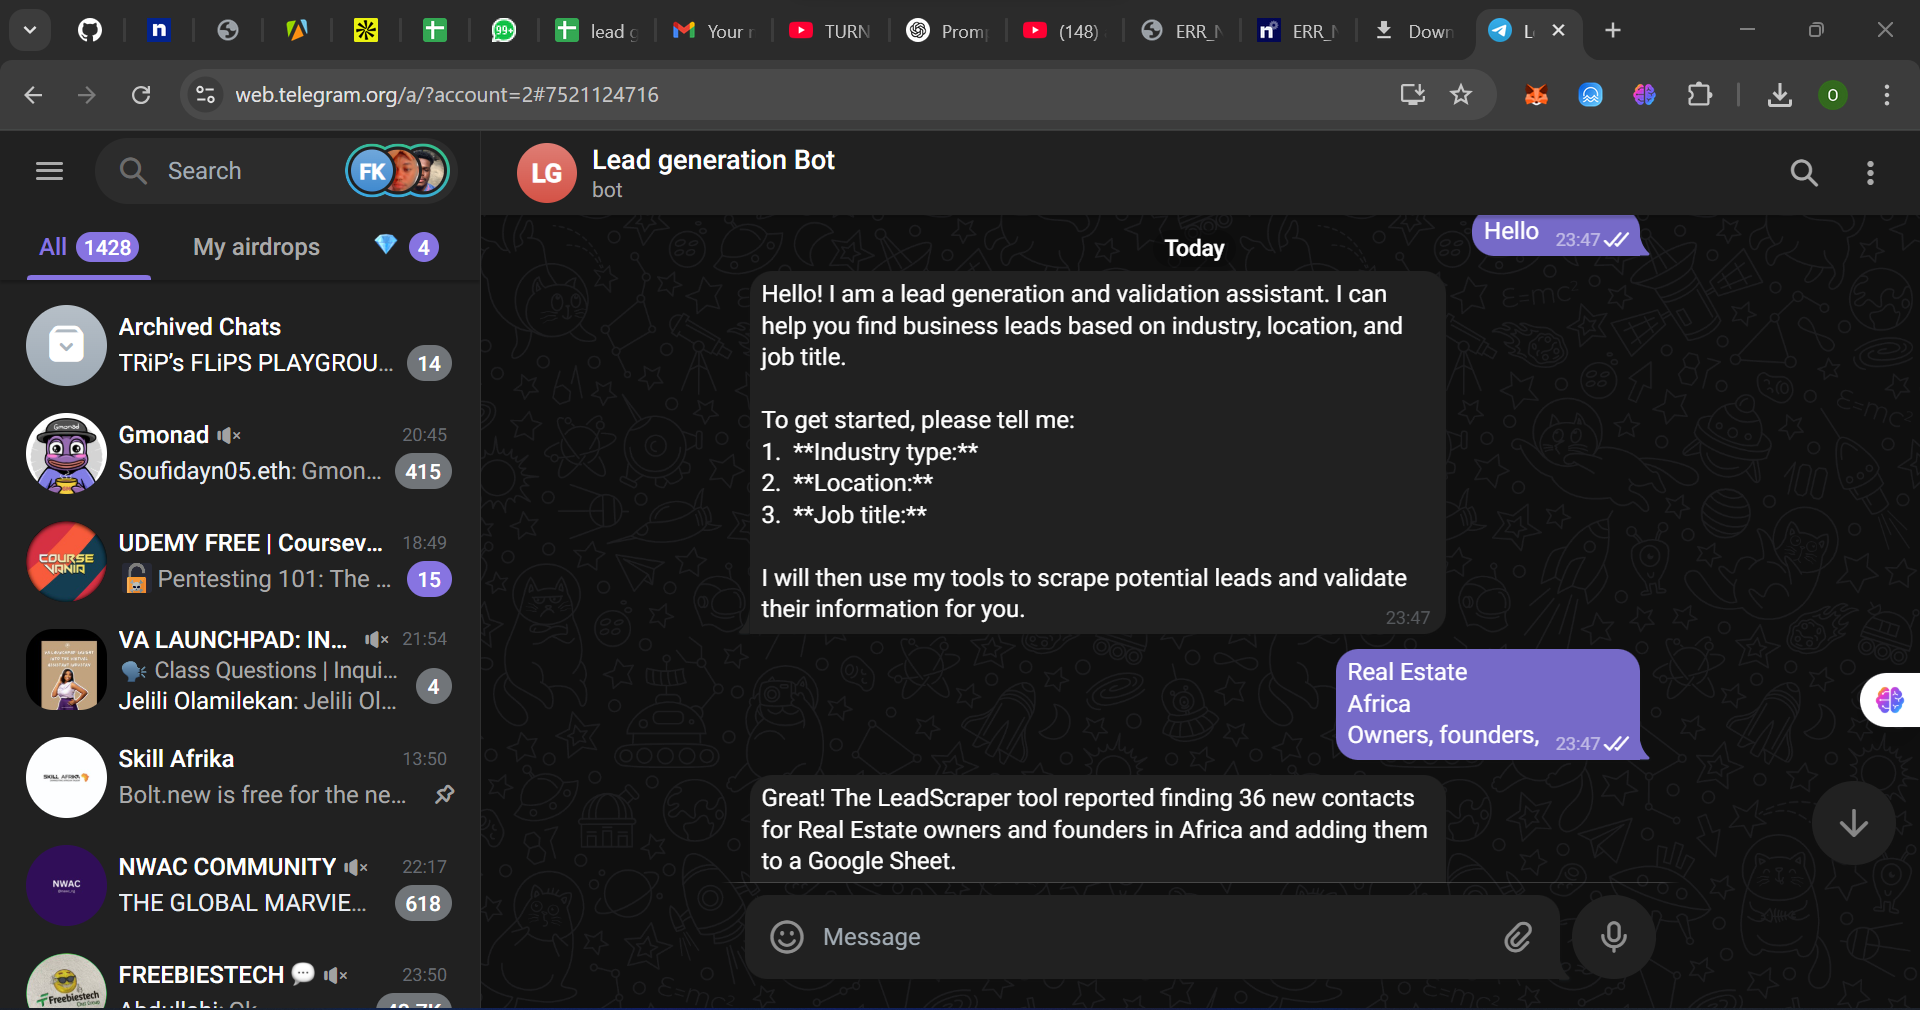 lead g
Your r
TURN
Prom
(148)
ERR_N
ERR_N
Down
L
web.telegram.org/a/?account=2#7521124716
O
Search
FK
LG
Lead generation Bot
bot
All 1428
My airdrops
4
Archived Chats
TRiP's FLiPS PLAYGROU...
14
Gmonad
20:45
Soufidayn05.eth: Gmon...
415
COURSE
VANIA
UDEMY FREE | Coursev...
18:49
Pentesting 101: The ...
15
VA LAUNCHPAD: IN...
21:54
Class Questions | Inqui...
Jelili Olamilekan: Jelili Ol...
4
SKILL AFRIKA
Skill Afrika
13:50
Bolt.new is free for the ne...
NWAC
NWAC COMMUNITY
22:17
THE GLOBAL MARVIE...
618
Freebiestech
FREEBIESTECH
23:50
Hello 23:47
Today
Hello! I am a lead generation and validation assistant. I can
help you find business leads based on industry, location, and
job title.
To get started, please tell me:
1. **Industry type:**
2. **Location:**
3. **Job title:**
I will then use my tools to scrape potential leads and validate
their information for you.
23:47
Real Estate
Africa
Owners, founders, 23:47
Great! The LeadScraper tool reported finding 36 new contacts
for Real Estate owners and founders in Africa and adding them
to a Google Sheet.
Message